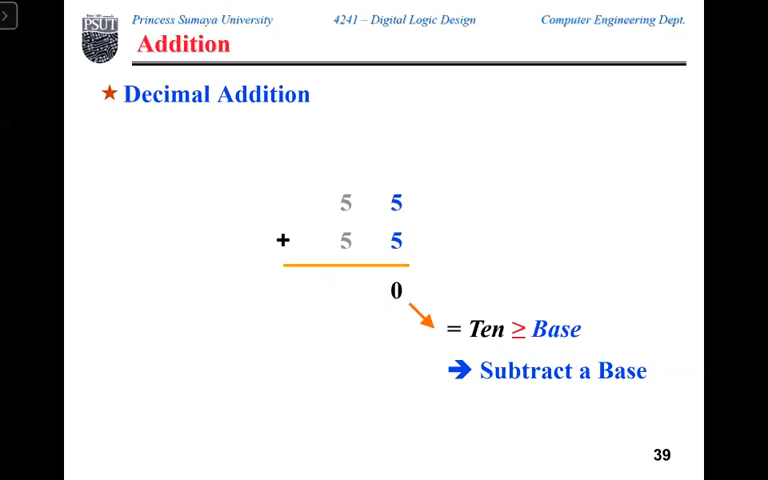 Princess Sumaya University 4241 – Digital Logic Design Computer Engineering Dept.
PSUT
Addition
★ Decimal Addition
5 5
+ 5 5
0
= Ten ≥ Base
➔ Subtract a Base
39